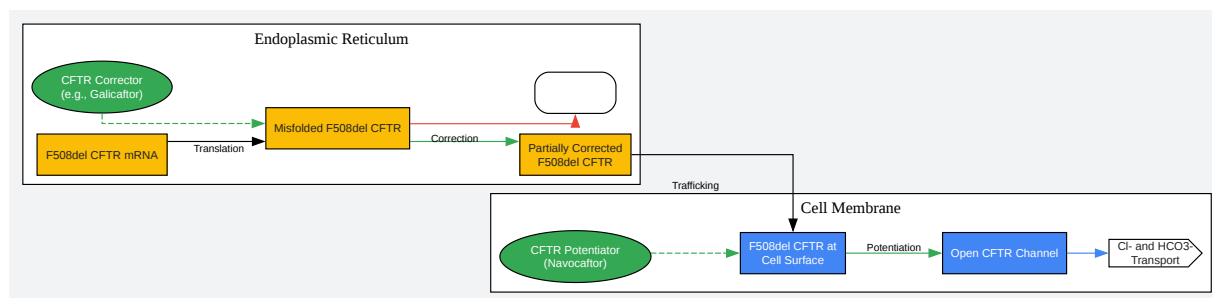 Endoplasmic Reticulum
CFTR Corrector
(e.g., Galicaftor)
Misfolded F508del CFTR
F508del CFTR mRNA
Translation
Correction
Partially Corrected
F508del CFTR
Trafficking
Cell Membrane
CFTR Potentiator
(Navocaftor)
F508del CFTR at
Cell Surface
Potentiation
Open CFTR Channel
Cl- and HCO3-
Transport